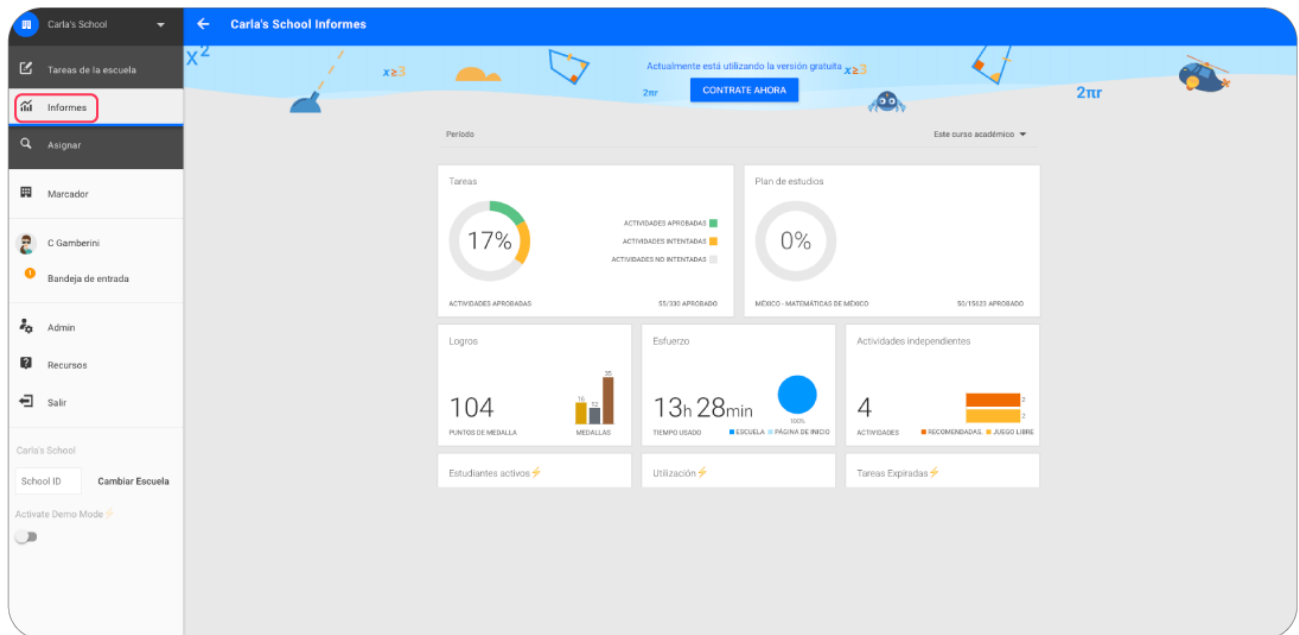 Carla's School
Carla's School Informes
Tareas de la escuela
Informes
Asignar
Marcador
C Gamberini
Bandeja de entrada
Admin
Recursos
Salir
Carla's School
School ID
Cambiar Escuela
Activate Demo Mode
x²
x≥3
Actualmente está utilizando la versión gratuita
x≥3
2πr
CONTRATE AHORA
2πr
Período
Este curso académico
Tareas
17%
ACTIVIDADES APROBADAS
ACTIVIDADES INTENTADAS
ACTIVIDADES NO INTENTADAS
ACTIVIDADES APROBADAS
55/330 APROBADO
Plan de estudios
0%
MÉXICO - MATEMÁTICAS DE MÉXICO
50/15023 APROBADO
Logros
104
PUNTOS DE MEDALLA
16
12
35
MEDALLAS
Esfuerzo
13h 28min
TIEMPO USADO
100%
ESCUELA
PÁGINA DE INICIO
Actividades independientes
4
ACTIVIDADES
2
2
RECOMENDADAS
JUEGO LIBRE
Estudiantes activos
Utilización
Tareas Expiradas